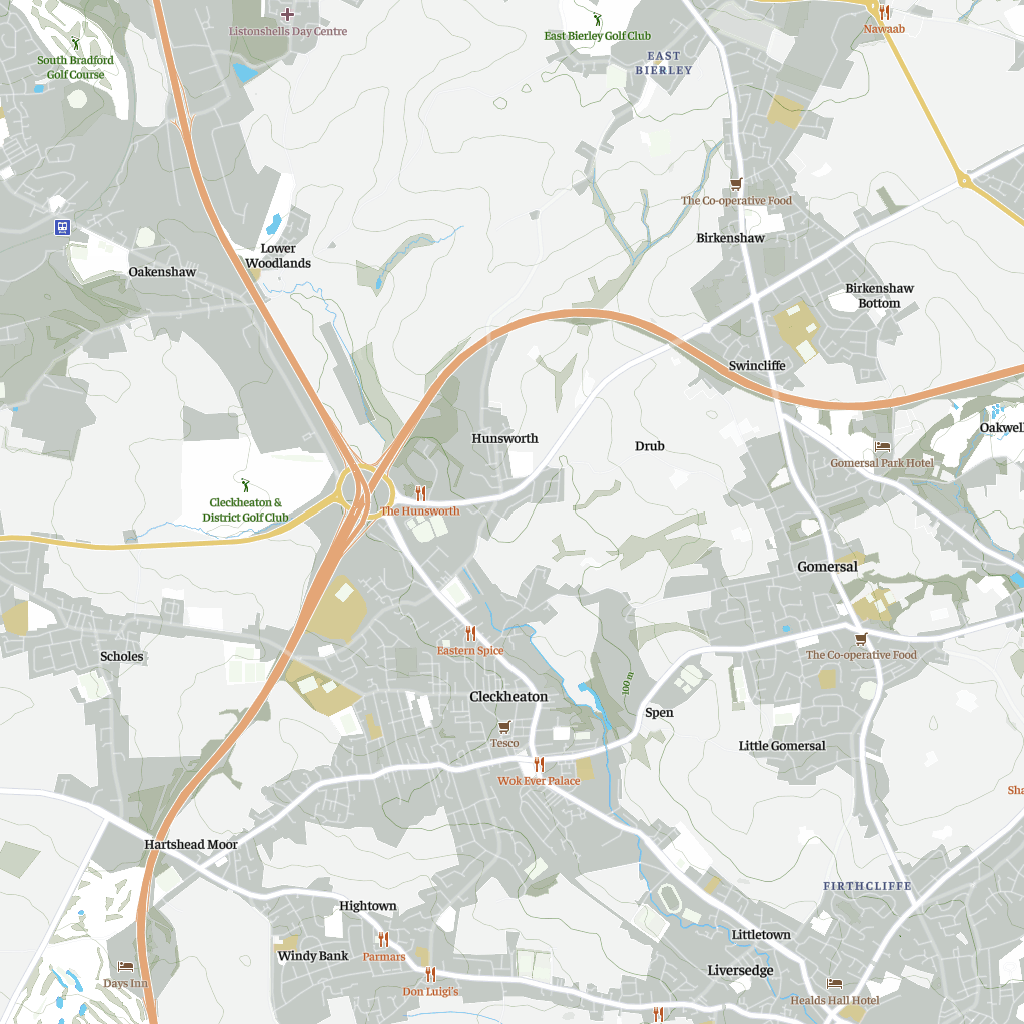 Listonshells Day Centre
East Bierley Golf Club
Nawaab
South Bradford
Golf Course
EAST
BIERLEY
The Co-operative Food
Birkenshaw
Lower
Woodlands
Oakenshaw
Birkenshaw
Bottom
Swincliffe
Hunsworth
Drub
Oakwell
Gomersal Park Hotel
Cleckheaton &
District Golf Club
The Hunsworth
Gomersal
Eastern Spice
The Co-operative Food
Scholes
100 m
Cleckheaton
Spen
Tesco
Little Gomersal
Wok Ever Palace
Sha
Hartshead Moor
FIRTHCLIFFE
Hightown
Littletown
Parmars
Windy Bank
Liversedge
Days Inn
Don Luigi's
Healds Hall Hotel